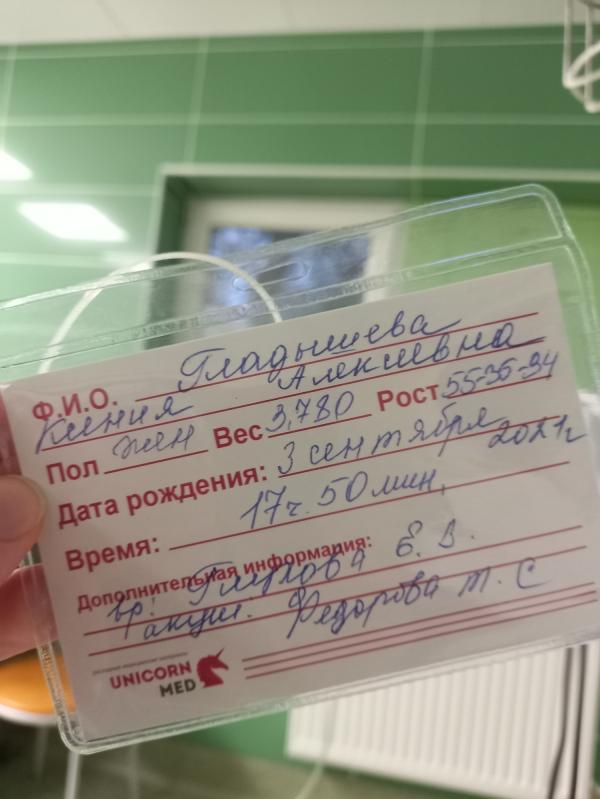 Гладышева
Ф.И.О.
Ксения Алексеевна
Пол жен Вес 3,780 Рост 55-36-34
Дата рождения: 3 сентября 2021г
Время: 17ч. 50 мин.
Дополнительная информация:
вр. Глухова Е. В.
акуш. Федорова т. С
UNICORN
MED